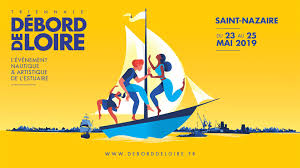 TRIENNALE
DÉBORD
DE LOIRE
L'ÉVÉNEMENT
NAUTIQUE
& ARTISTIQUE
DE L'ESTUAIRE
SAINT-NAZAIRE
DU 23 AU 25
MAI 2019
WWW.DEBORDDELOIRE.FR